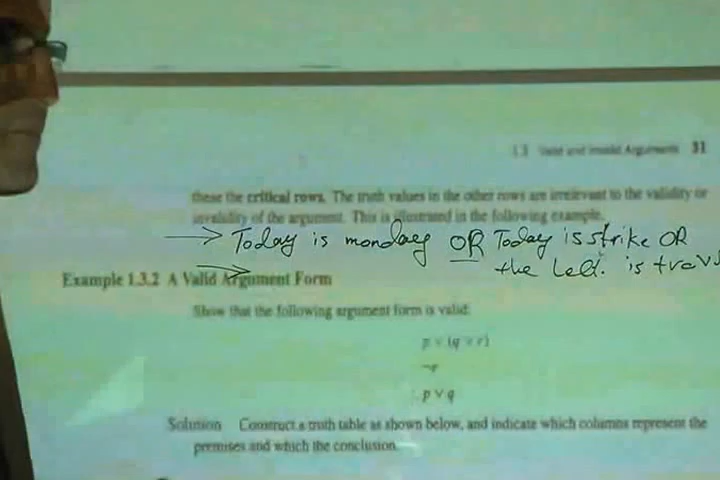 1.3 Valid and Invalid Arguments 31
these the critical rows. The truth values in the other rows are irrelevant to the validity or
invalidity of the argument. This is illustrated in the following example.
→ Today is monday OR Today is strike OR
the Lect. is
Example 1.3.2 A Valid Argument Form
Show that the following argument form is valid:
p ∨ (q ∨ r)
~r
∴ p ∨ q
Solution Construct a truth table as shown below, and indicate which columns represent the
premises and which the conclusion.